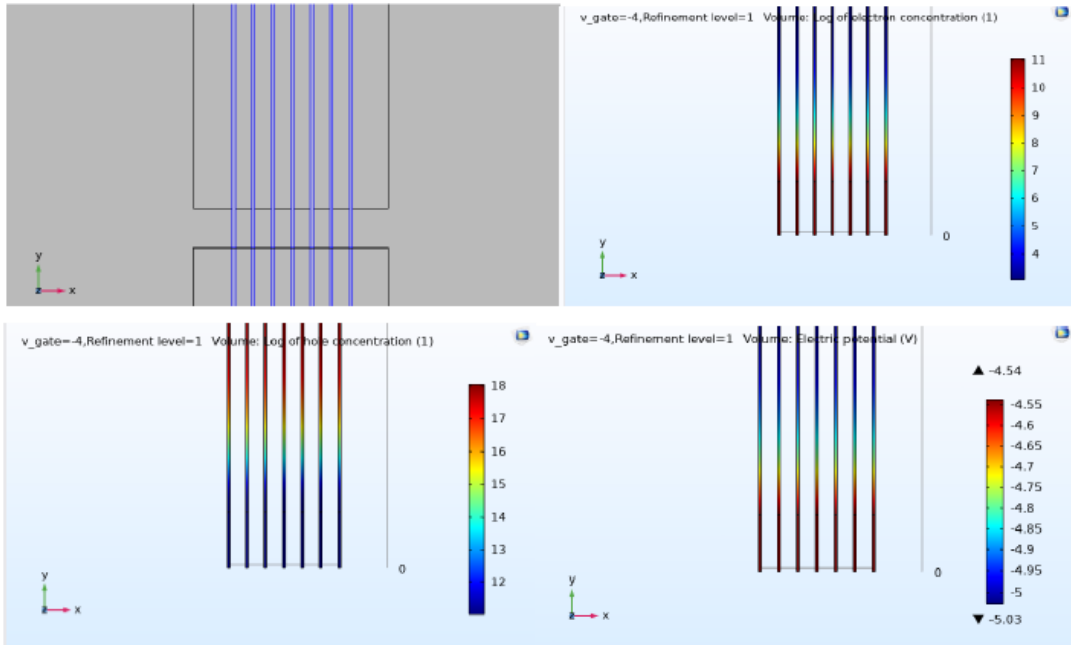 y
z
x
v_gate=-4,Refinement level=1 Volume: Log of electron concentration (1)
11
10
9
8
7
6
5
4
0
y
z
x
v_gate=-4,Refinement level=1 Volume: Log of hole concentration (1)
18
17
16
15
14
13
12
0
y
z
x
v_gate=-4,Refinement level=1 Volume: Electric potential (V)
▲ -4.54
-4.55
-4.6
-4.65
-4.7
-4.75
-4.8
-4.85
-4.9
-4.95
-5
▼ -5.03
0
y
z
x